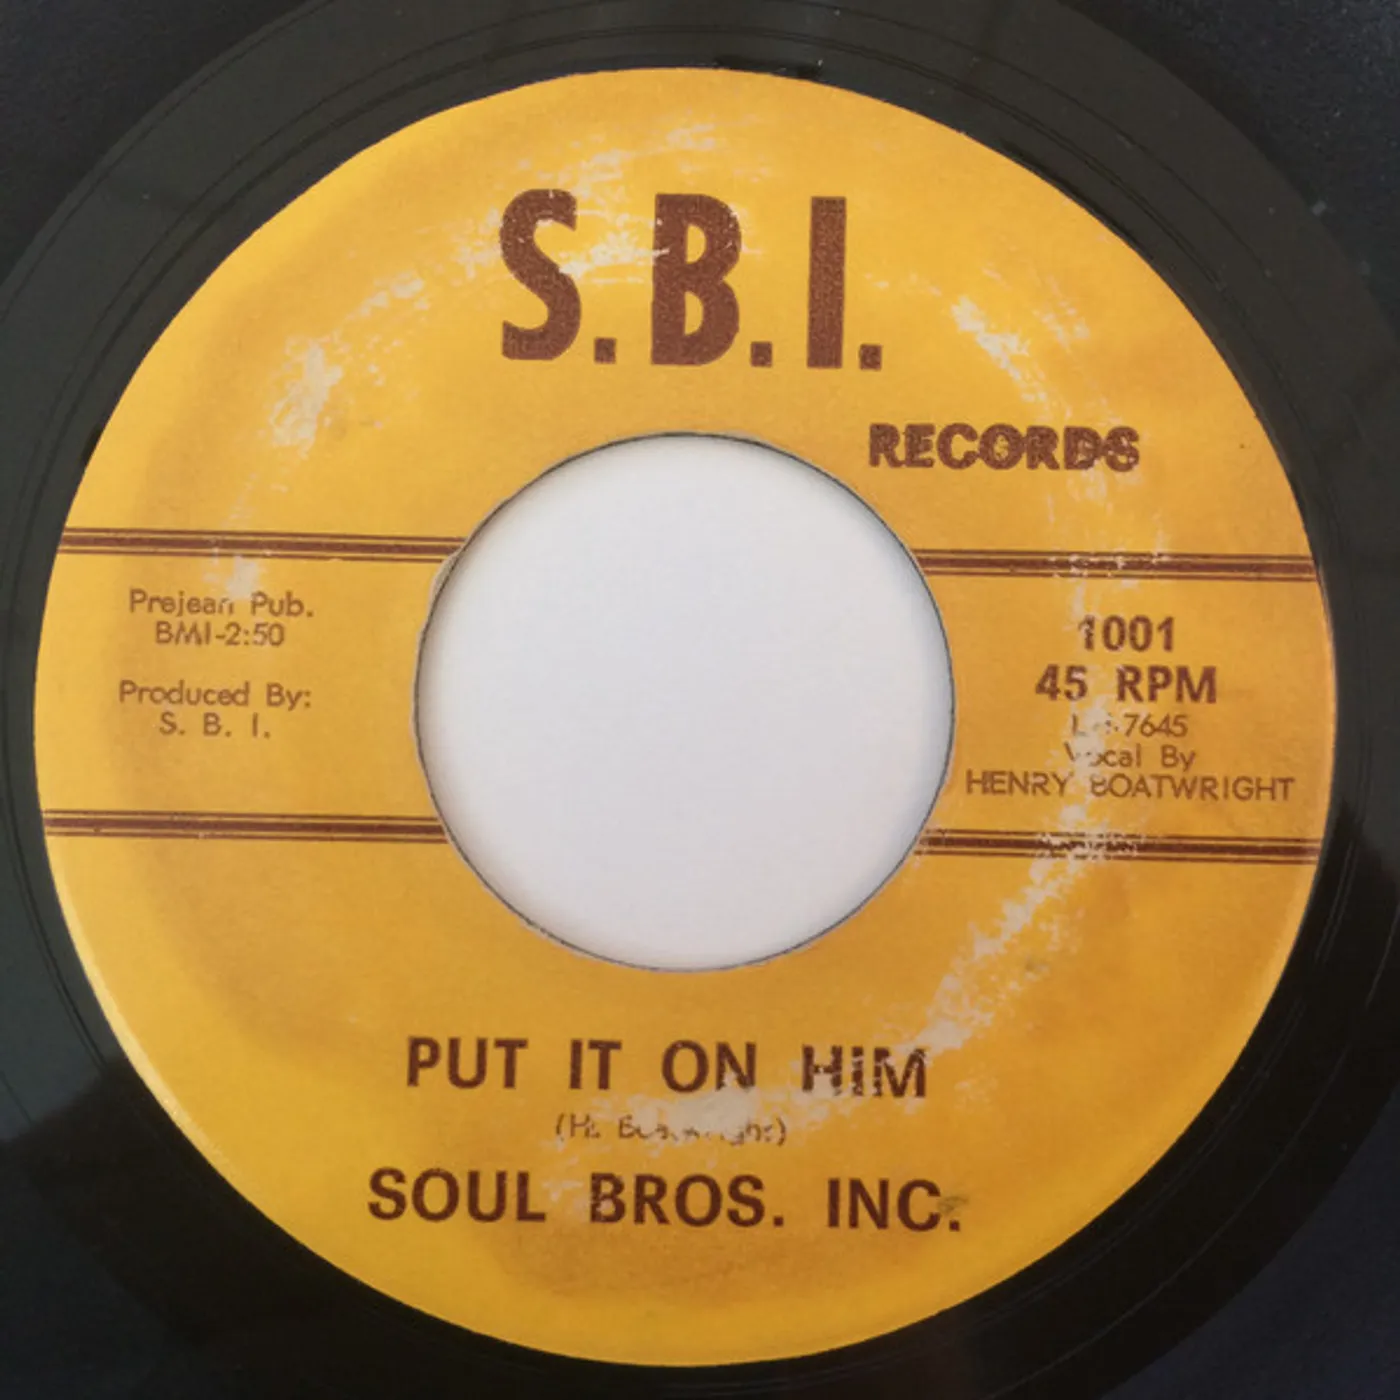 S.B.I.
RECORDS
Prejean Pub.
BMI-2:50
Produced By:
S. B. I.
1001
45 RPM
Vocal By
HENRY BOATWRIGHT
PUT IT ON HIM
(H. Boatwright)
SOUL BROS. INC.